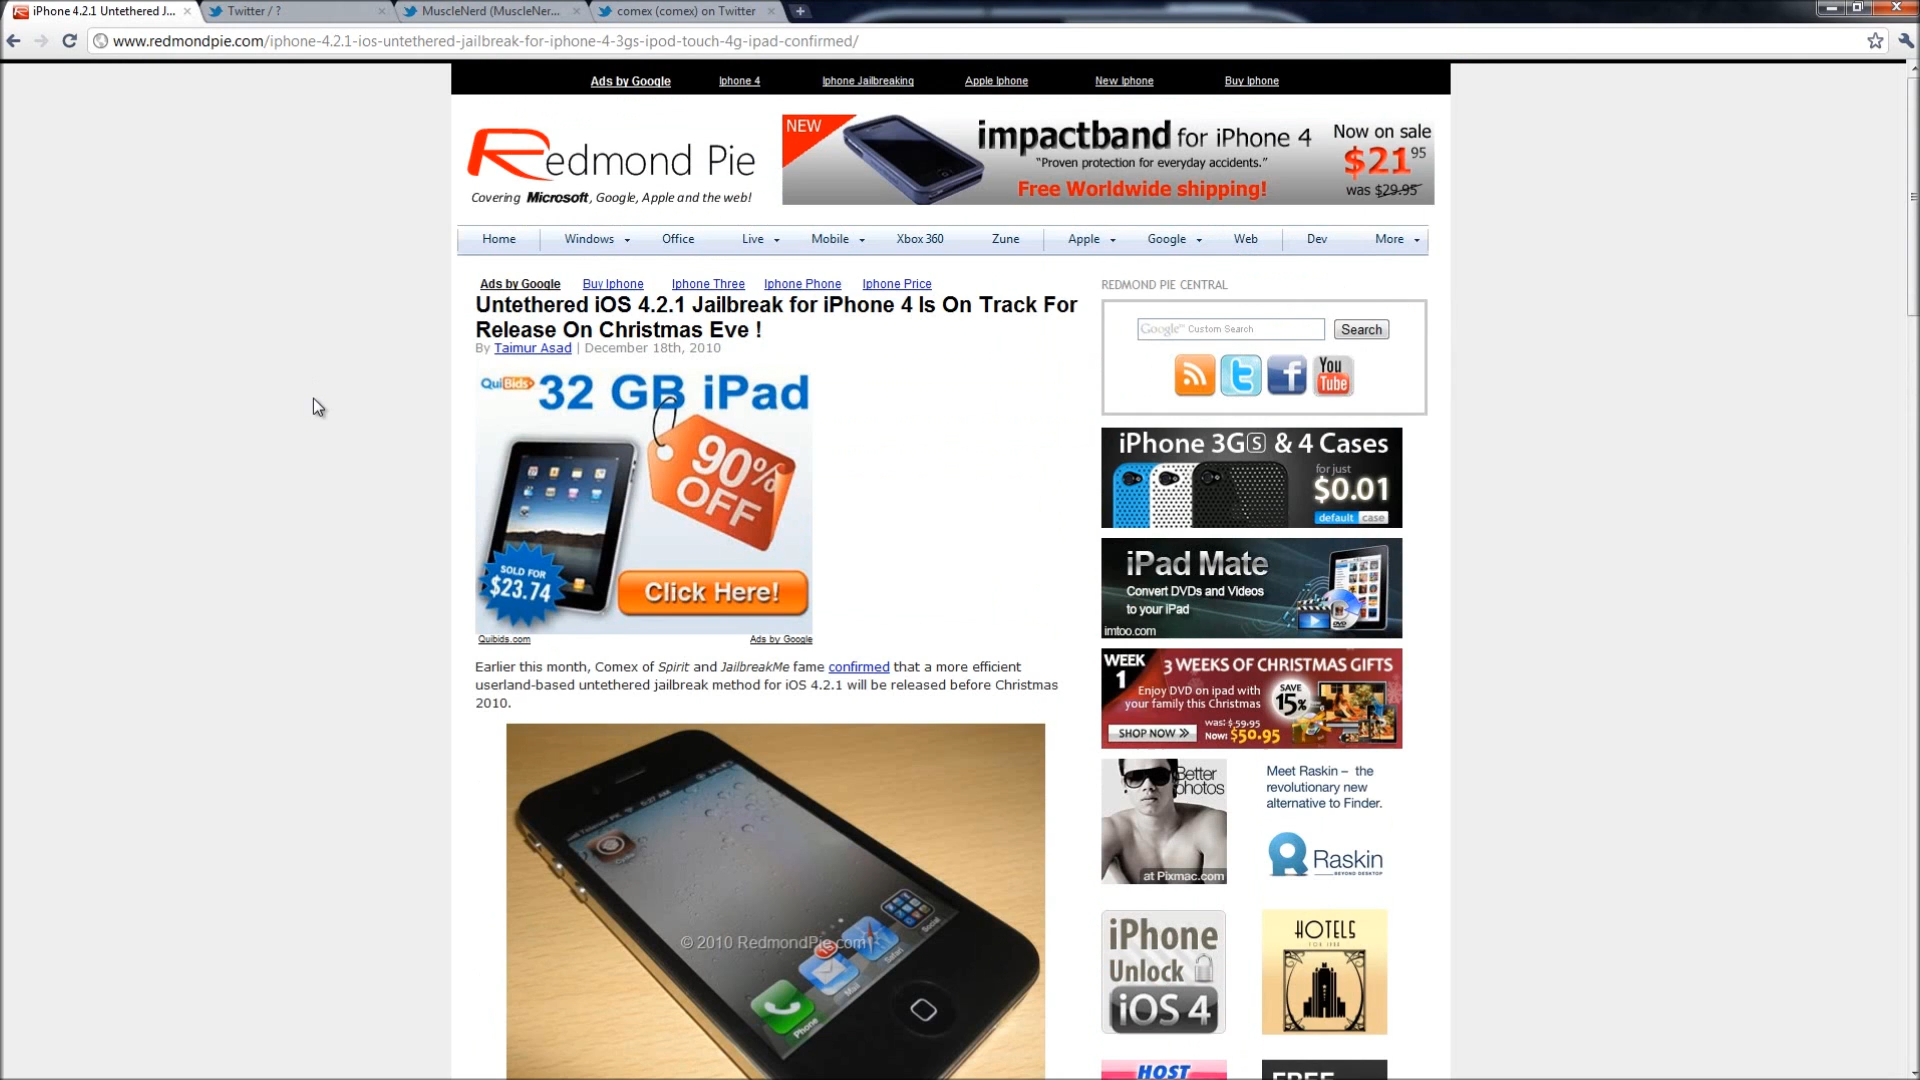 iPhone 4.2.1 Untethered J...
Twitter / ?
MuscleNerd (MuscleNer...
comex (comex) on Twitter
www.redmondpie.com/iphone-4.2.1-ios-untethered-jailbreak-for-iphone-4-3gs-ipod-touch-4g-ipad-confirmed/
Ads by Google Iphone 4 Iphone Jailbreaking Apple Iphone New Iphone Buy Iphone
Redmond Pie
Covering Microsoft, Google, Apple and the web!
NEW
impactband for iPhone 4
"Proven protection for everyday accidents."
Free Worldwide shipping!
Now on sale
$21 95
was $29.95
Home Windows Office Live Mobile Xbox 360 Zune Apple Google Web Dev More
Ads by Google Buy Iphone Iphone Three Iphone Phone Iphone Price
Untethered iOS 4.2.1 Jailbreak for iPhone 4 Is On Track For
Release On Christmas Eve !
By Taimur Asad | December 18th, 2010
QuiBids 32 GB iPad
90%
OFF
SOLD FOR
$23.74
Click Here!
Quibids.com
Ads by Google
Earlier this month, Comex of Spirit and JailbreakMe fame confirmed that a more efficient
userland-based untethered jailbreak method for iOS 4.2.1 will be released before Christmas
2010.
© 2010 RedmondPie.com
15
Phone
Mail
Safari
Social
REDMOND PIE CENTRAL
Google™ Custom Search
Search
You
Tube
iPhone 3GS & 4 Cases
for just
$0.01
default case
iPad Mate
Convert DVDs and Videos
to your iPad
imtoo.com
WEEK
1
3 WEEKS OF CHRISTMAS GIFTS
Enjoy DVD on ipad with
your family this Christmas
SAVE
15%
was: $ 59.95
Now: $50.95
SHOP NOW
Better
photos
at Pixmac.com
Meet Raskin – the
revolutionary new
alternative to Finder.
Raskin
BEYOND DESKTOP
iPhone
Unlock
iOS 4
HOTELS
HOST
FREE